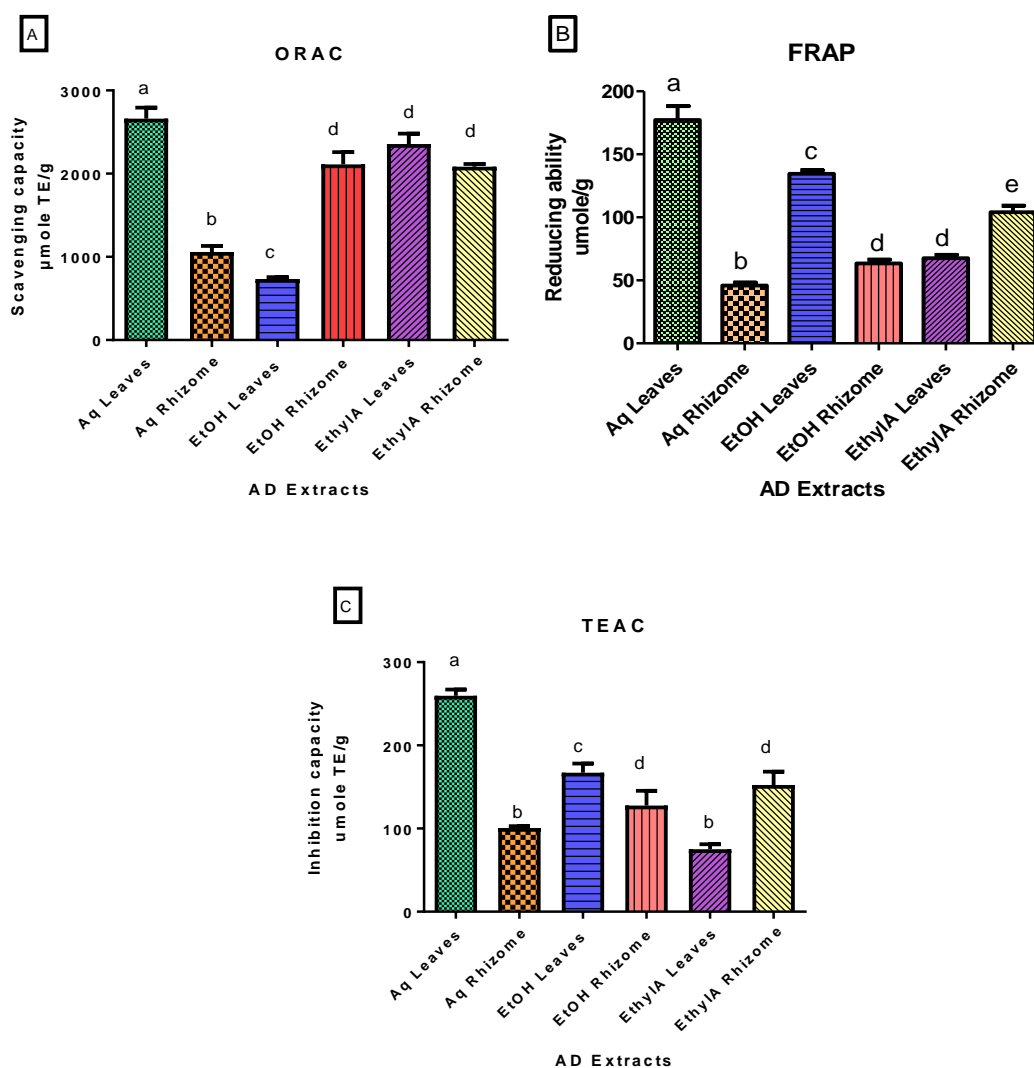 A
ORAC
Scavenging capacity
µmole TE/g
3000
2000
1000
0
a
b
c
d
d
d
Aq Leaves
Aq Rhizome
EtOH Leaves
EtOH Rhizome
EthylA Leaves
EthylA Rhizome
AD Extracts
B
FRAP
Reduucing ability
umole/g
200
150
100
50
0
a
b
c
d
d
e
Aq Leaves
Aq Rhizome
EtOH Leaves
EtOH Rhizome
EthylA Leaves
EthylA Rhizome
AD Extracts
C
TEAC
Inhibition capacity
umole TE/g
300
200
100
0
a
b
c
d
b
d
Aq Leaves
Aq Rhizome
EtOH Leaves
EtOH Rhizome
EthylA Leaves
EthylA Rhizome
AD Extracts